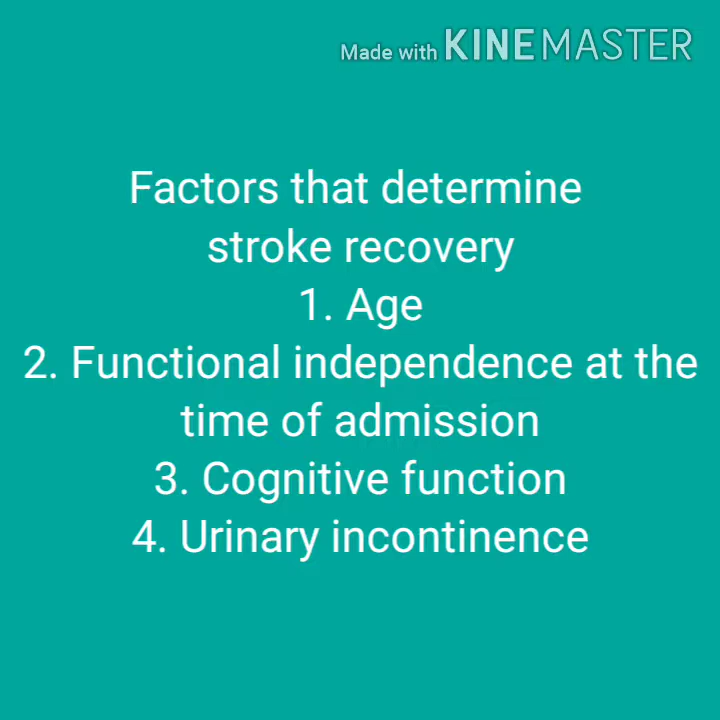 Made with KINEMASTER
Factors that determine
stroke recovery
1. Age
2. Functional independence at the
time of admission
3. Cognitive function
4. Urinary incontinence